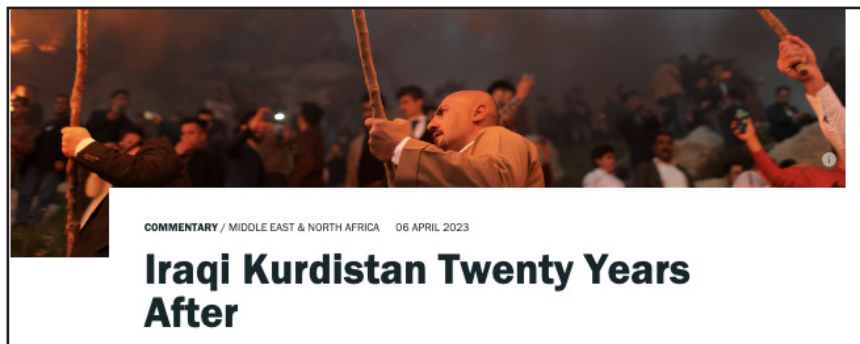 COMMENTARY / MIDDLE EAST & NORTH AFRICA 06 APRIL 2023
Iraqi Kurdistan Twenty Years
After